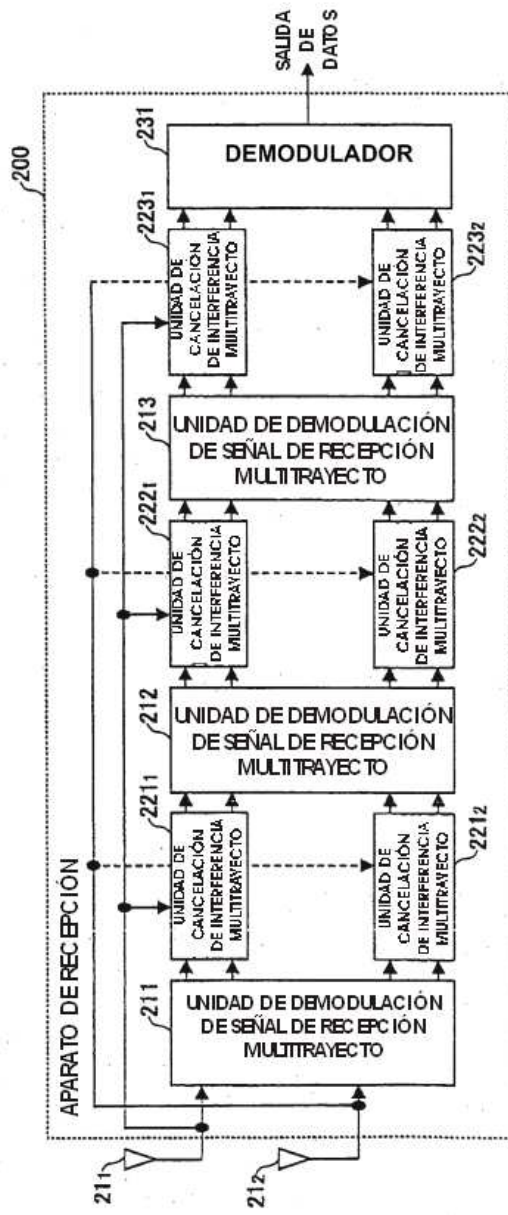 200
APARATO DE RECEPCIÓN
211
212
211
UNIDAD DE DEMODULACIÓN
DE SEÑAL DE RECEPCIÓN
MULTITRAYECTO
2211
UNIDAD DE
CANCELACIÓN
DE INTERFERENCIA
MULTITRAYECTO
2212
UNIDAD DE
CANCELACIÓN
DE INTERFERENCIA
MULTITRAYECTO
212
UNIDAD DE DEMODULACIÓN
DE SEÑAL DE RECEPCIÓN
MULTITRAYECTO
2221
UNIDAD DE
CANCELACIÓN
DE INTERFERENCIA
MULTITRAYECTO
2222
UNIDAD DE
CANCELACIÓN
DE INTERFERENCIA
MULTITRAYECTO
213
UNIDAD DE DEMODULACIÓN
DE SEÑAL DE RECEPCIÓN
MULTITRAYECTO
2231
UNIDAD DE
CANCELACIÓN
DE INTERFERENCIA
MULTITRAYECTO
2232
UNIDAD DE
CANCELACIÓN
DE INTERFERENCIA
MULTITRAYECTO
231
DEMODULADOR
SALIDA
DE
DATOS